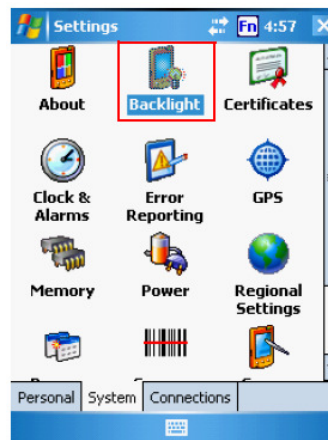 Settings Fn 4:57
About Backlight Certificates
Clock & Error GPS
Alarms Reporting
Memory Power Regional
Settings
Personal System Connections